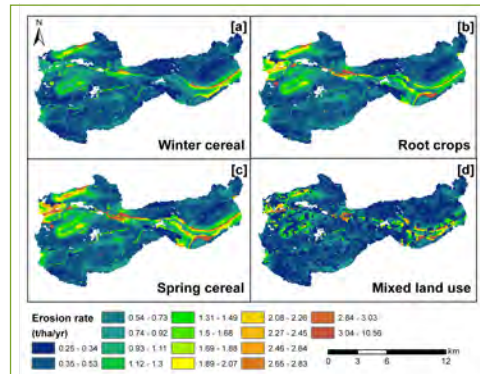 N
[a]
Winter cereal
[b]
Root crops
[c]
Spring cereal
[d]
Mixed land use
Erosion rate
(t/ha/yr)
0.25 - 0.34
0.35 - 0.53
0.54 - 0.73
0.74 - 0.92
0.93 - 1.11
1.12 - 1.3
1.31 - 1.49
1.5 - 1.68
1.69 - 1.88
1.89 - 2.07
2.08 - 2.26
2.27 - 2.45
2.46 - 2.64
2.65 - 2.83
2.84 - 3.03
3.04 - 10.56
km
0 3 6 12